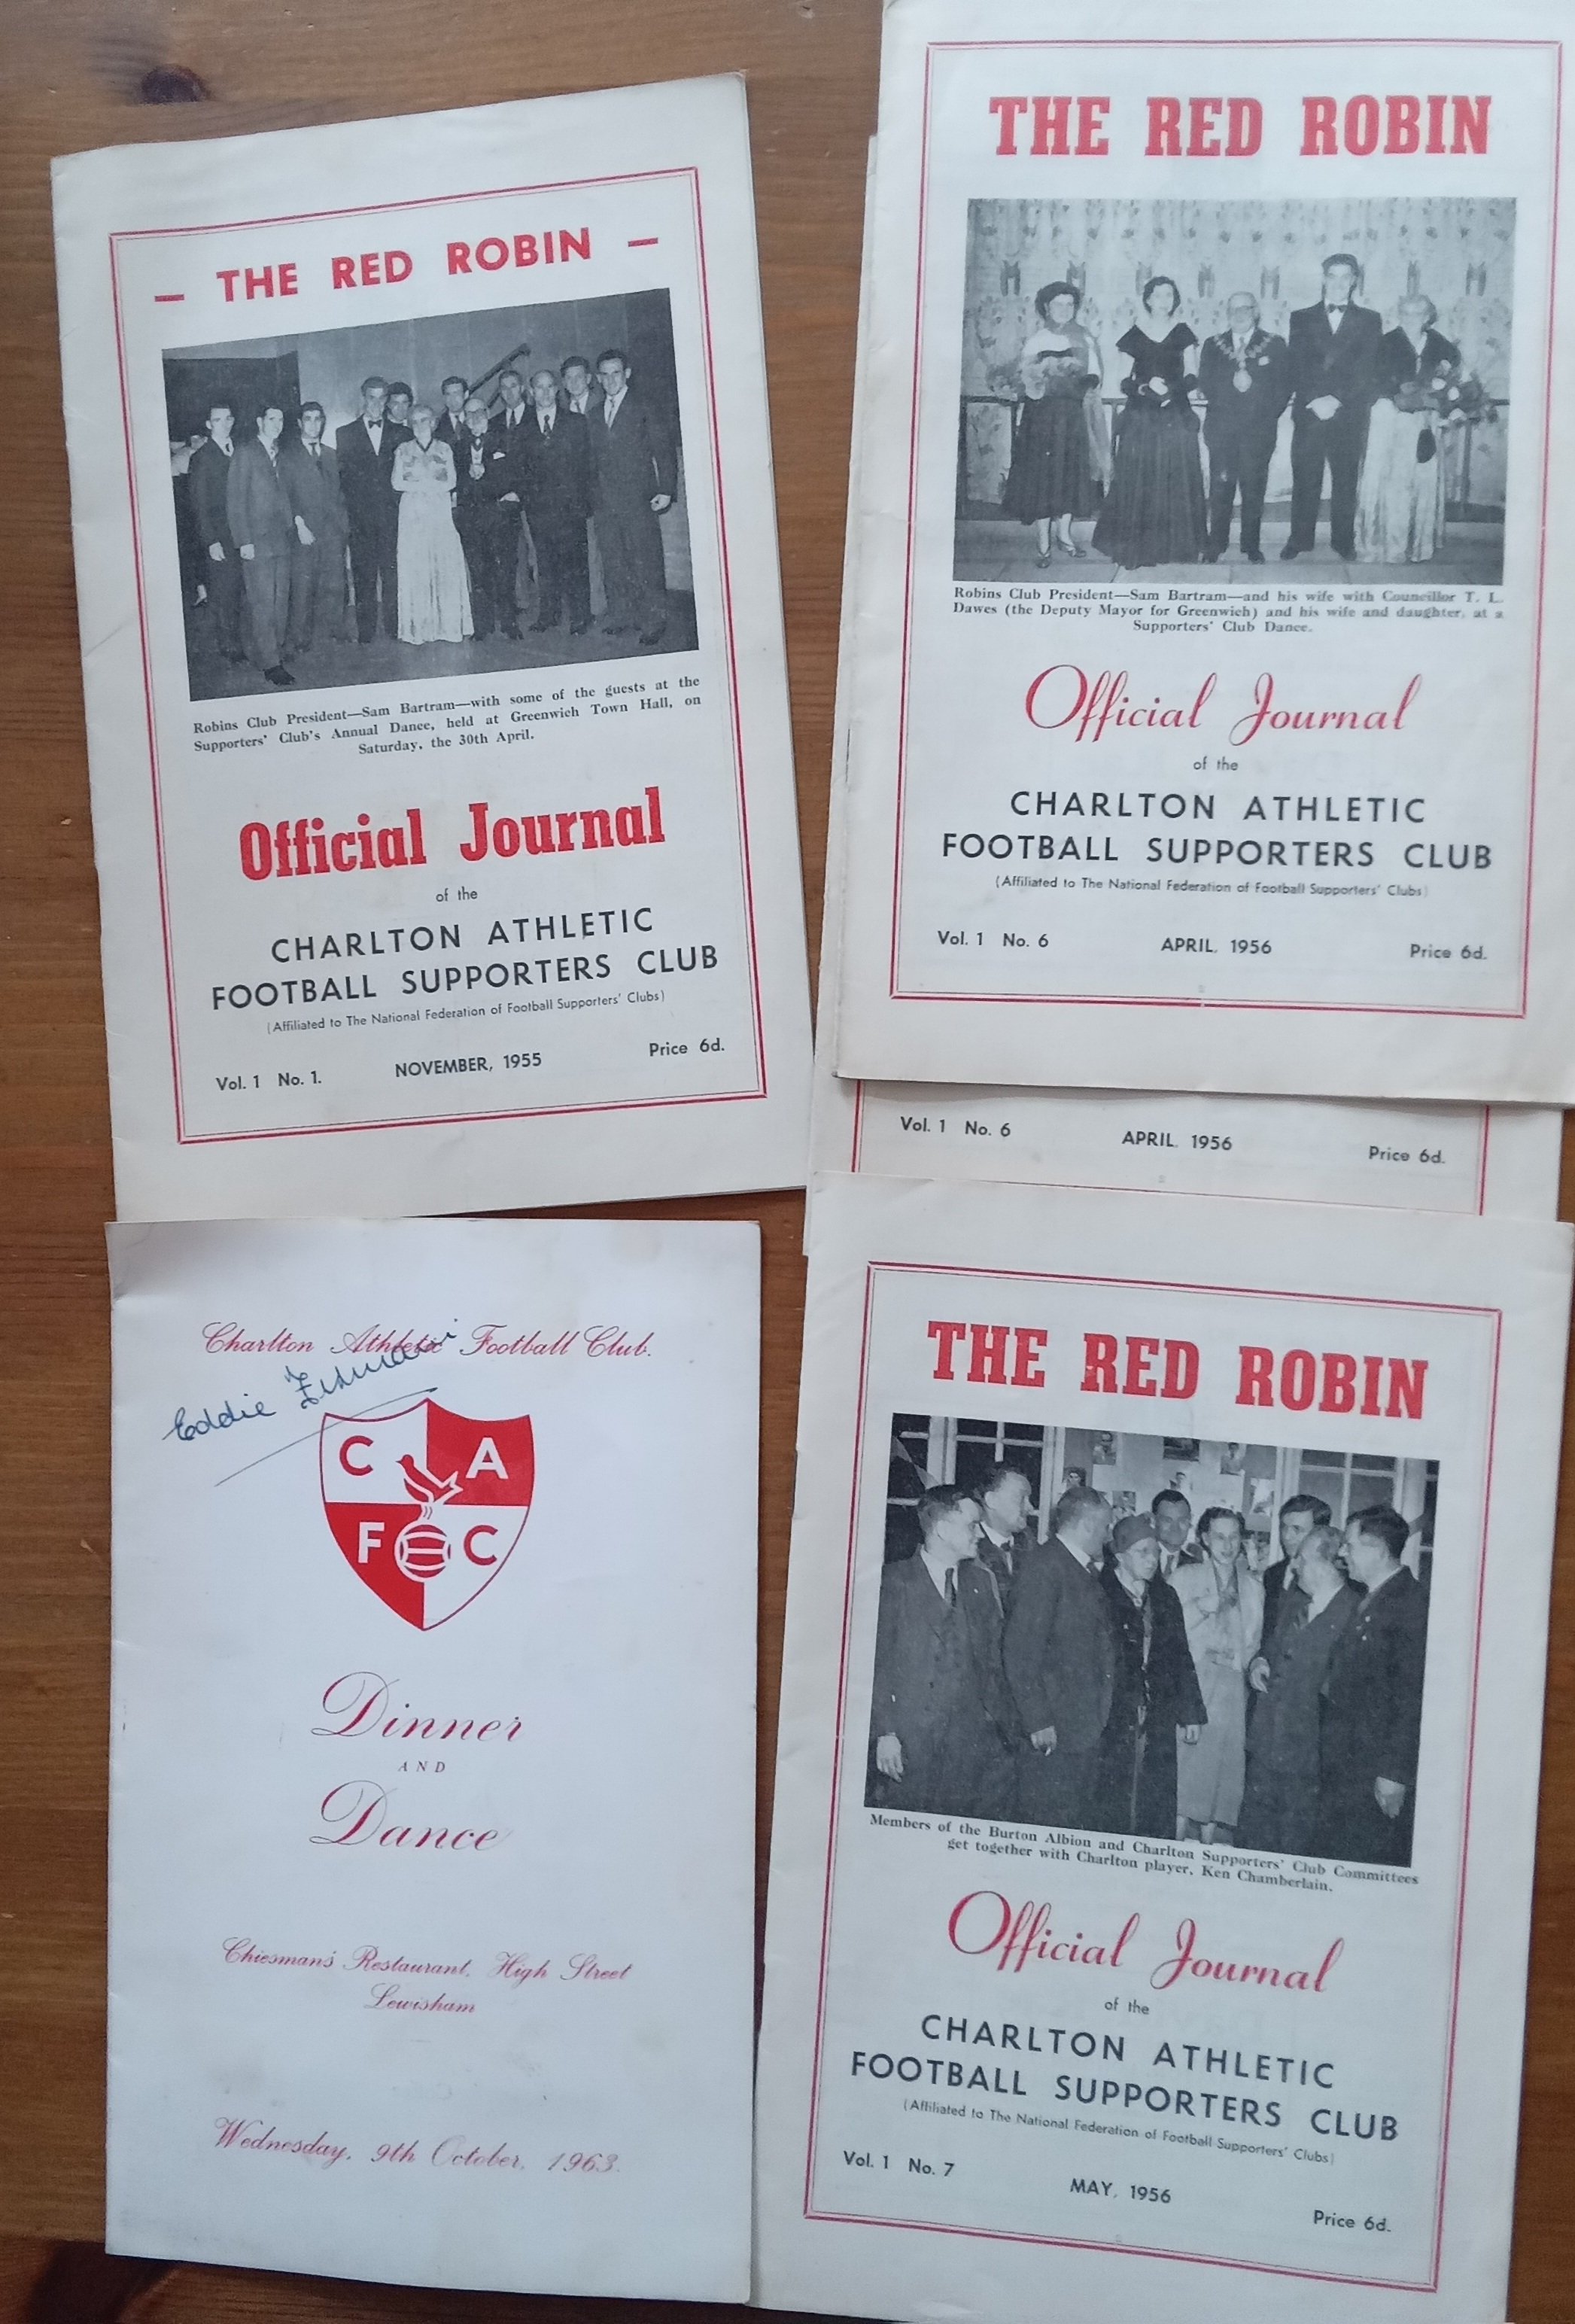 — THE RED ROBIN —
Robins Club President—Sam Bartram—with some of the guests at the
Supporters' Club's Annual Dance, held at Greenwich Town Hall, on
Saturday, the 30th April.
Official Journal
of the
CHARLTON ATHLETIC
FOOTBALL SUPPORTERS CLUB
(Affiliated to The National Federation of Football Supporters' Clubs)
Vol. 1 No. 1. NOVEMBER, 1955 Price 6d.
THE RED ROBIN
Robins Club President—Sam Bartram—and his wife with Councillor T. L.
Dawes (the Deputy Mayor for Greenwich) and his wife and daughter, at a
Supporters' Club Dance.
Official Journal
of the
CHARLTON ATHLETIC
FOOTBALL SUPPORTERS CLUB
(Affiliated to The National Federation of Football Supporters' Clubs)
Vol. 1 No. 6 APRIL, 1956 Price 6d.
Vol. 1 No. 6 APRIL, 1956 Price 6d.
Charlton Athletic Football Club.
Eddie Firmani
C A
F C
Dinner
AND
Dance
Chiesman's Restaurant, High Street
Lewisham
Wednesday, 9th October, 1963.
THE RED ROBIN
Members of the Burton Albion and Charlton Supporters' Club Committees
get together with Charlton player, Ken Chamberlain.
Official Journal
of the
CHARLTON ATHLETIC
FOOTBALL SUPPORTERS CLUB
(Affiliated to The National Federation of Football Supporters' Clubs)
Vol. 1 No. 7 MAY, 1956 Price 6d.